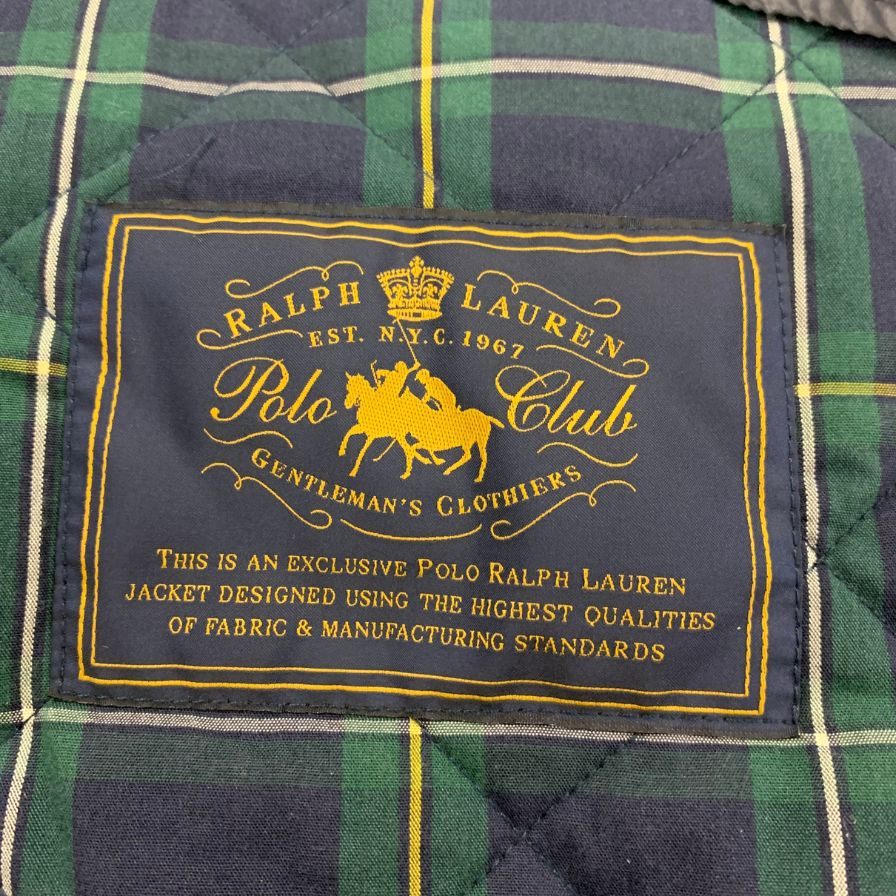 RALPH LAUREN
EST. N.Y.C. 1967
Polo Club
GENTLEMAN'S CLOTHIERS
THIS IS AN EXCLUSIVE POLO RALPH LAUREN
JACKET DESIGNED USING THE HIGHEST QUALITIES
OF FABRIC & MANUFACTURING STANDARDS